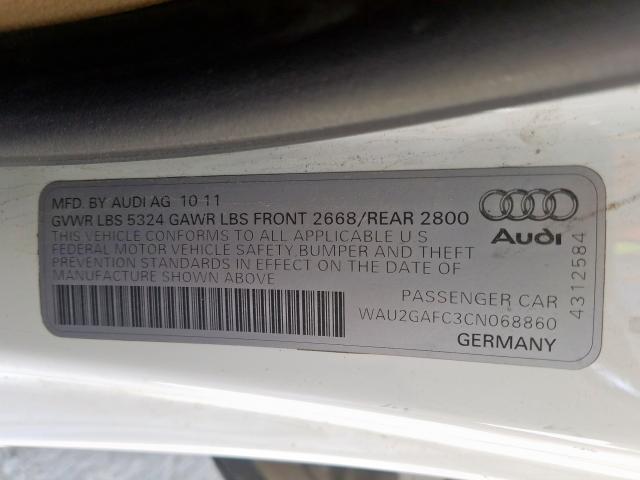 MFD. BY AUDI AG 10 11
GVWR LBS 5324 GAWR LBS FRONT 2668/REAR 2800
THIS VEHICLE CONFORMS TO ALL APPLICABLE U S
FEDERAL MOTOR VEHICLE SAFETY, BUMPER AND THEFT
PREVENTION STANDARDS IN EFFECT ON THE DATE OF
MANUFACTURE SHOWN ABOVE
PASSENGER CAR
WAU2GAFC3CN068860
GERMANY
Audi
4312584